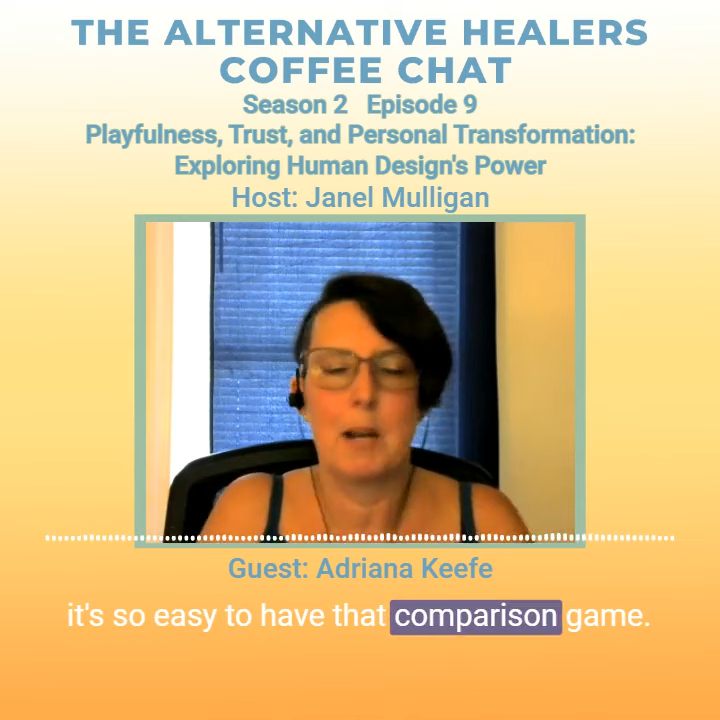 THE ALTERNATIVE HEALERS
COFFEE CHAT
Season 2 Episode 9
Playfulness, Trust, and Personal Transformation:
Exploring Human Design's Power
Host: Janel Mulligan
Guest: Adriana Keefe
it's so easy to have that comparison game.